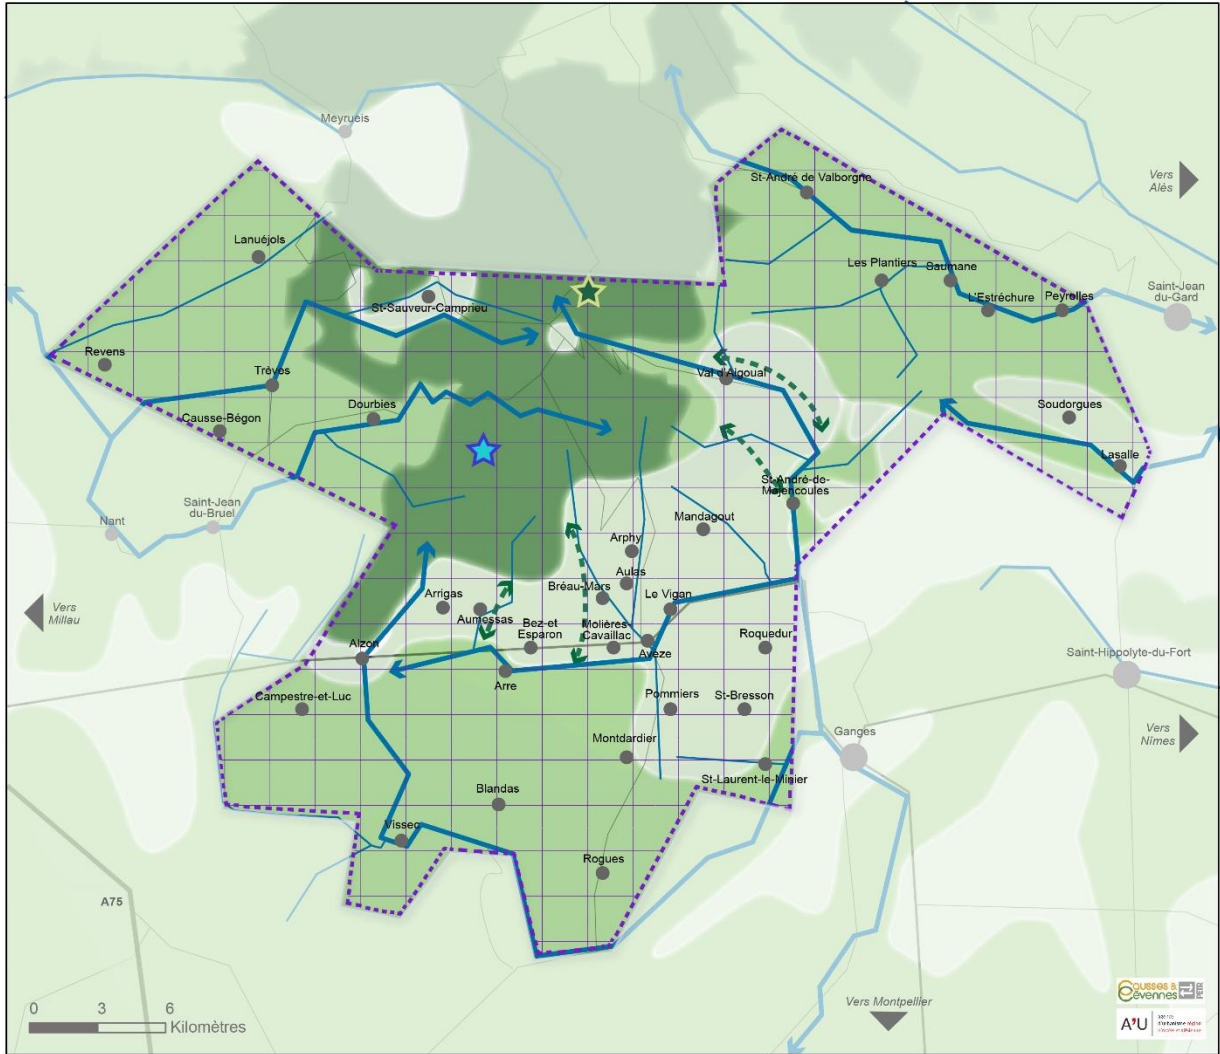 Meyrueis
Vers
Alès
St-André de Valborgne
Lanuéjols
Les Plantiers
Saumane
St-Sauveur-Camprieu
L'Estréchure
Peyrolles
Saint-Jean
du-Gard
Revens
Trèves
Val d'Aigoual
Dourbies
Causse-Bégon
Soudorgues
Lasalle
St-André-de-
Majencoules
Saint-Jean
du-Bruel
Nant
Mandagout
Arphy
Aulas
Bréau-Mars
Le Vigan
Arrigas
Aumessas
Vers
Millau
Bez et
Esparon
Molières
Cavaillac
Avèze
Roquedur
Alzon
Arre
Saint-Hippolyte-du-Fort
Campestre-et-Luc
Pommiers
St-Bresson
Ganges
Vers
Nîmes
Montdardier
St-Laurent-le-Minier
Blandas
Vissec
Rogues
A75
0 3 6
Kilomètres
Vers Montpellier
Causses &
Cévennes
PETR
A'U